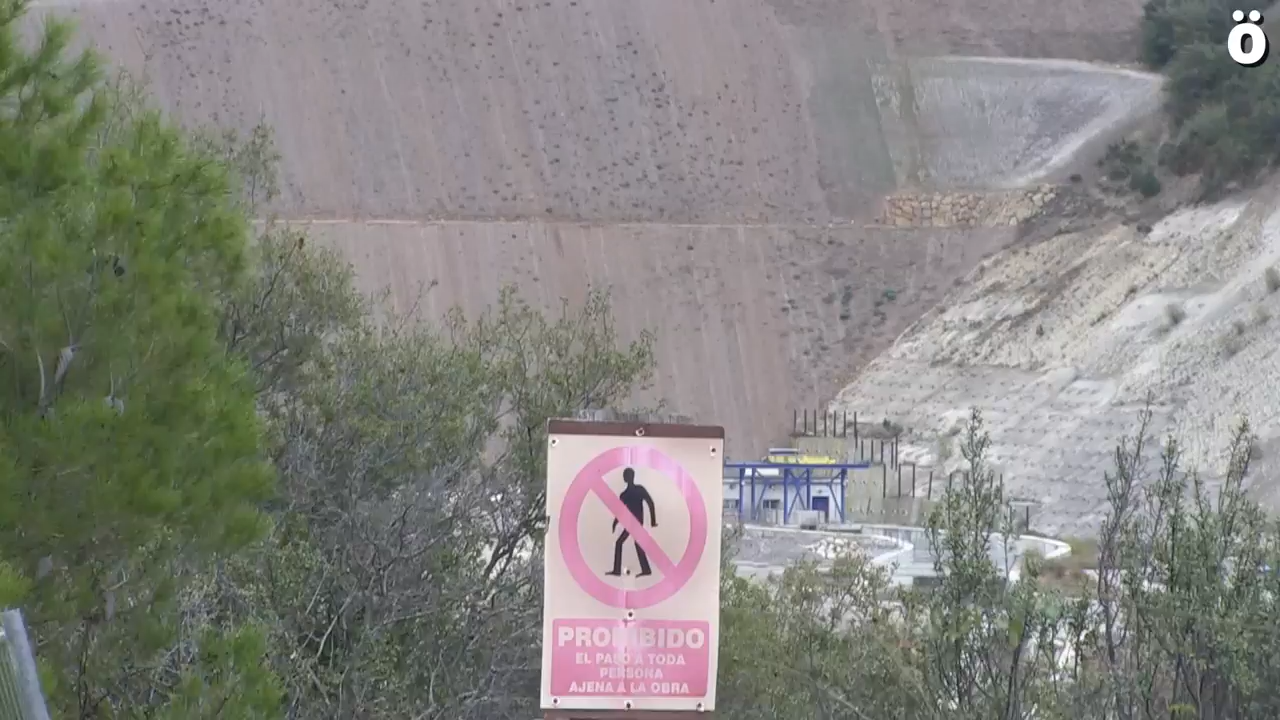 Ö
PROHIBIDO
EL PASO A TODA
PERSONA
AJENA A LA OBRA